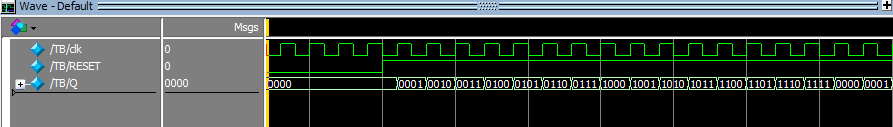 Wave - Default
Msgs
/TB/clk 0
/TB/RESET 0
/TB/Q 0000 0000 0001 0010 0011 0100 0101 0110 0111 1000 1001 1010 1011 1100 1101 1110 1111 0000 0001